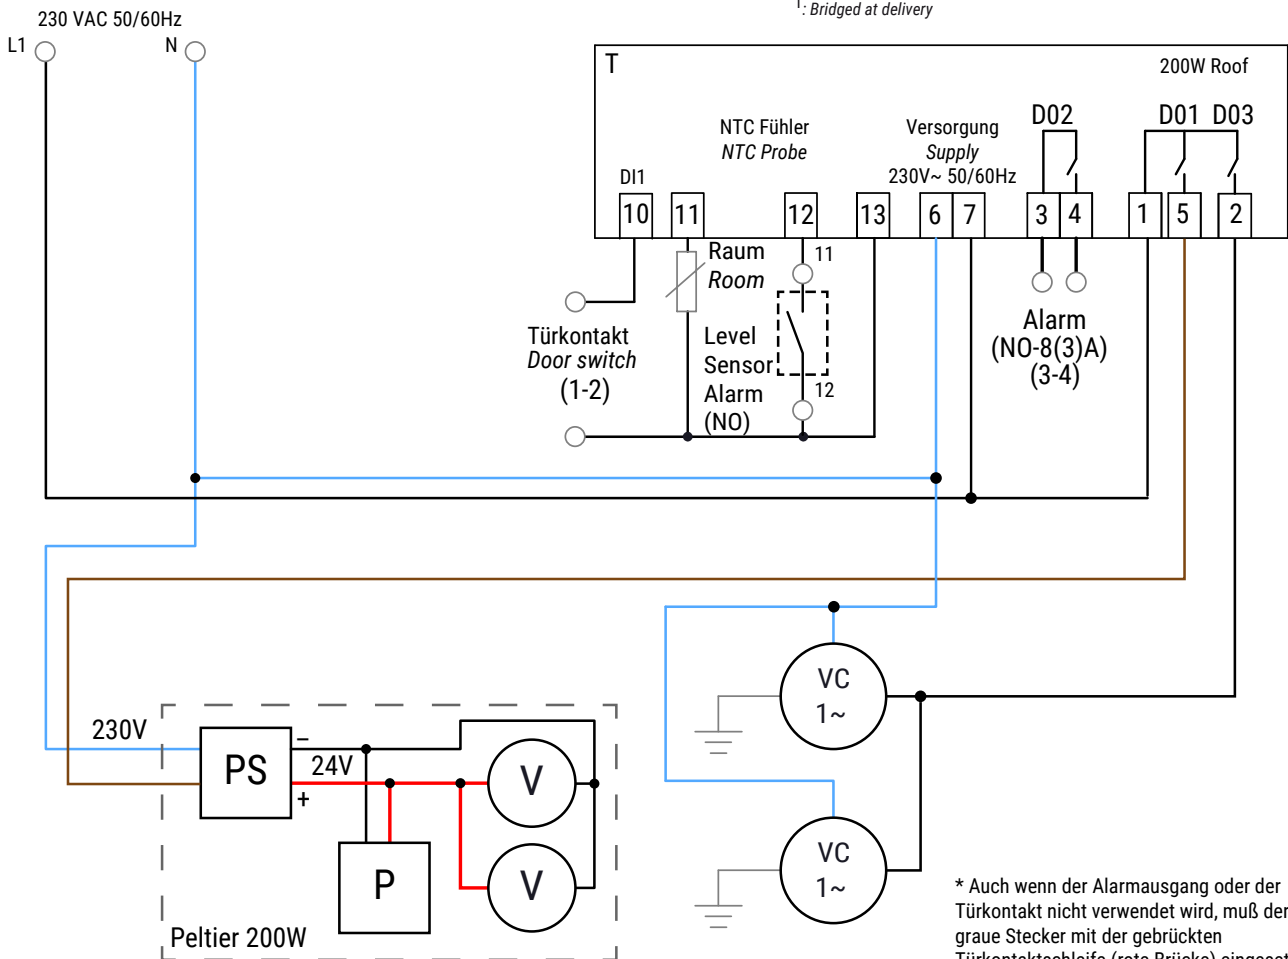 1: Bridged at delivery
230 VAC 50/60Hz
L1
N
T
200W Roof
D02
D01
D03
NTC Fühler
NTC Probe
Versorgung
Supply
230V~ 50/60Hz
DI1
10
11
12
13
6
7
3
4
1
5
2
Raum
Room
11
Türkontakt
Door switch
(1-2)
Level
Sensor
Alarm
(NO)
12
Alarm
(NO-8(3)A)
(3-4)
VC
1~
230V
PS
–
24V
+
V
P
V
VC
1~
Peltier 200W
* Auch wenn der Alarmausgang oder der
Türkontakt nicht verwendet wird, muß der
graue Stecker mit der gebrückten
Türkontaktschleife (rote Brücke)